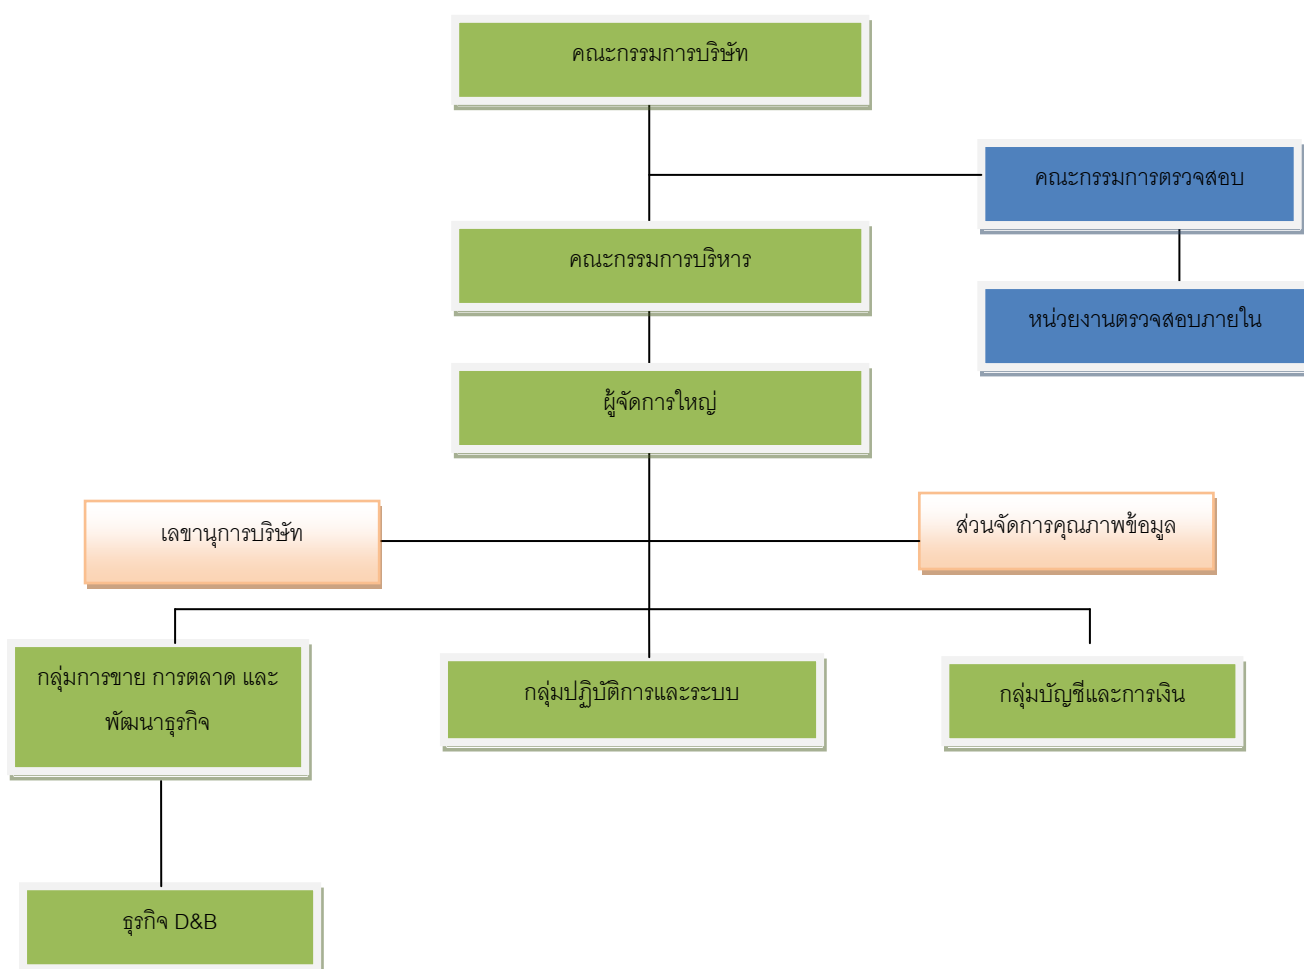 คณะกรรมการบริษัท
คณะกรรมการตรวจสอบ
คณะกรรมการบริหาร
หน่วยงานตรวจสอบภายใน
ผู้จัดการใหญ่
เลขานุการบริษัท
ส่วนจัดการคุณภาพข้อมูล
กลุ่มการขาย การตลาด และ
พัฒนาธุรกิจ
กลุ่มปฏิบัติการและระบบ
กลุ่มบัญชีและการเงิน
ธุรกิจ D&B